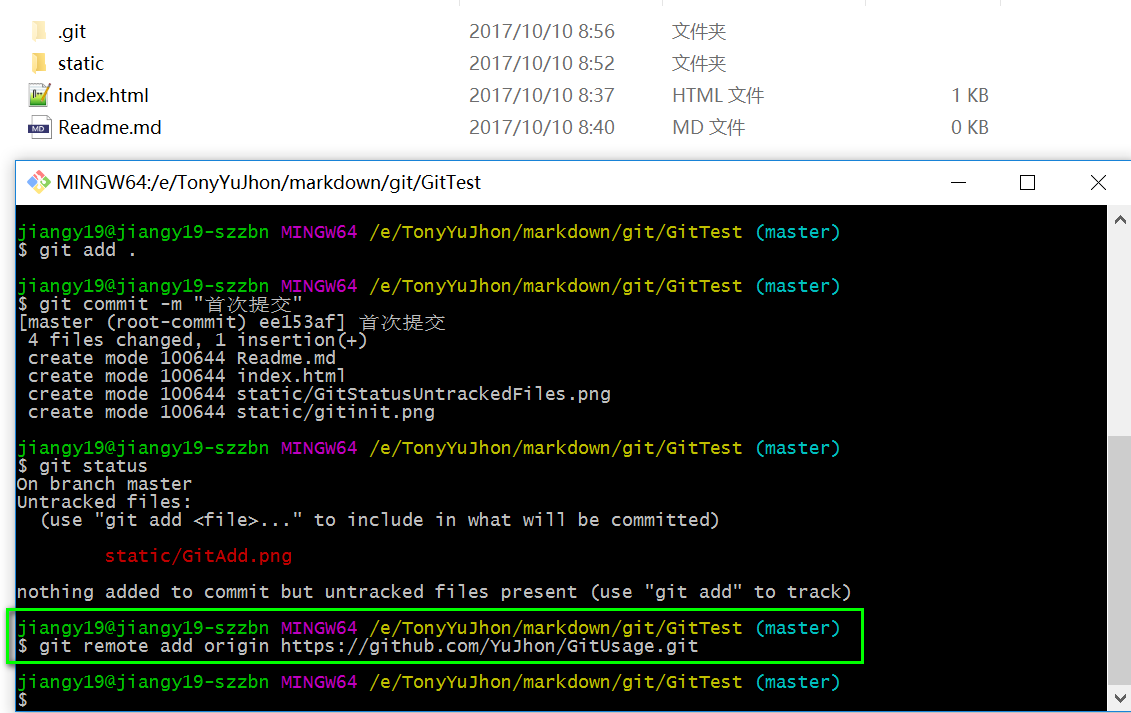 .git 2017/10/10 8:56 文件夹
static 2017/10/10 8:52 文件夹
index.html 2017/10/10 8:37 HTML 文件 1 KB
MD Readme.md 2017/10/10 8:40 MD 文件 0 KB
MINGW64:/e/TonyYuJhon/markdown/git/GitTest
jiangy19@jiangy19-szzbn MINGW64 /e/TonyYuJhon/markdown/git/GitTest (master)
$ git add .
jiangy19@jiangy19-szzbn MINGW64 /e/TonyYuJhon/markdown/git/GitTest (master)
$ git commit -m "首次提交"
[master (root-commit) ee153af] 首次提交
4 files changed, 1 insertion(+)
create mode 100644 Readme.md
create mode 100644 index.html
create mode 100644 static/GitStatusUntrackedFiles.png
create mode 100644 static/gitinit.png
jiangy19@jiangy19-szzbn MINGW64 /e/TonyYuJhon/markdown/git/GitTest (master)
$ git status
On branch master
Untracked files:
(use "git add <file>..." to include in what will be committed)
static/GitAdd.png
nothing added to commit but untracked files present (use "git add" to track)
jiangy19@jiangy19-szzbn MINGW64 /e/TonyYuJhon/markdown/git/GitTest (master)
$ git remote add origin https://github.com/YuJhon/GitUsage.git
jiangy19@jiangy19-szzbn MINGW64 /e/TonyYuJhon/markdown/git/GitTest (master)
$